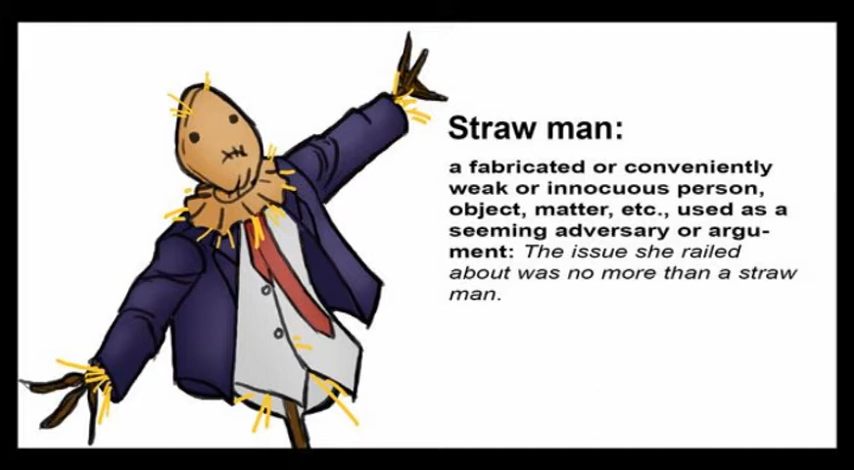 Straw man:
a fabricated or conveniently
weak or innocuous person,
object, matter, etc., used as a
seeming adversary or argu-
ment: The issue she railed
about was no more than a straw
man.